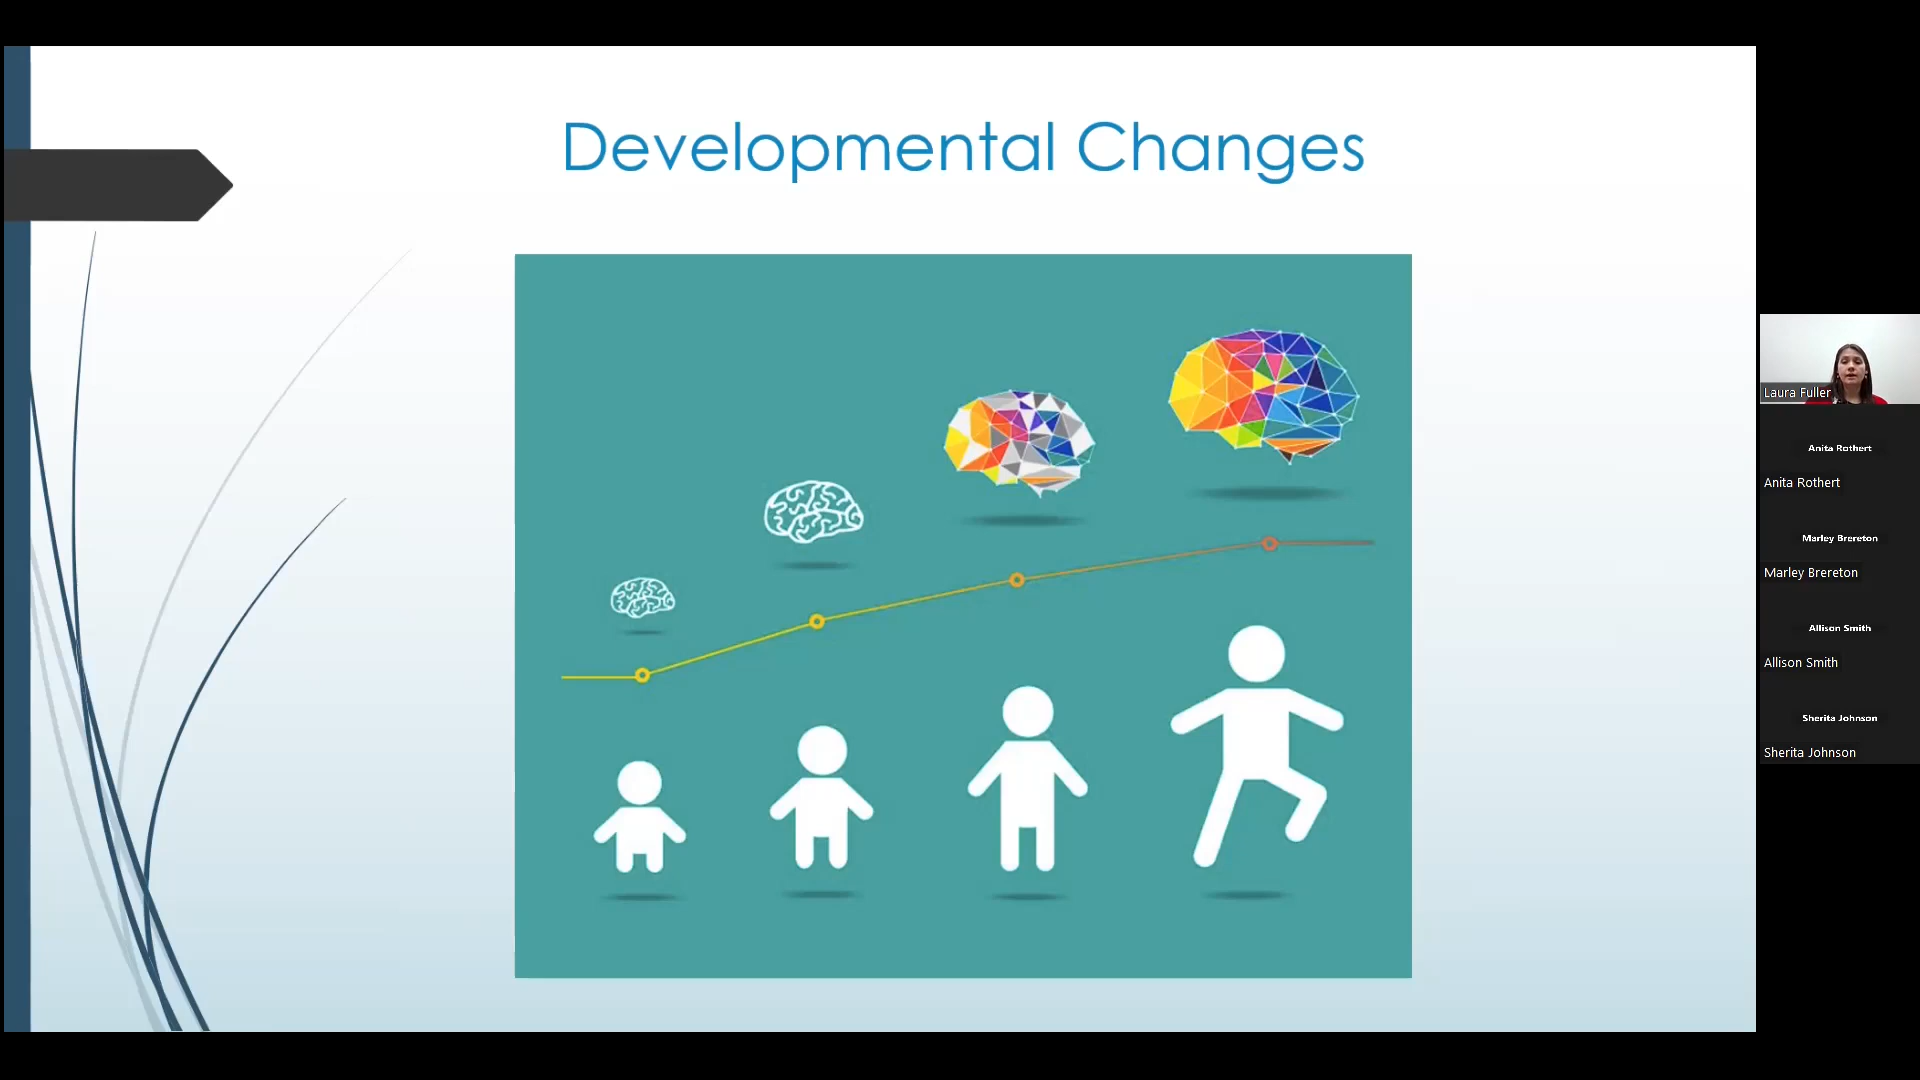 Developmental Changes
Laura Fuller
Anita Rothert
Anita Rothert
Marley Brereton
Marley Brereton
Allison Smith
Allison Smith
Sherita Johnson
Sherita Johnson